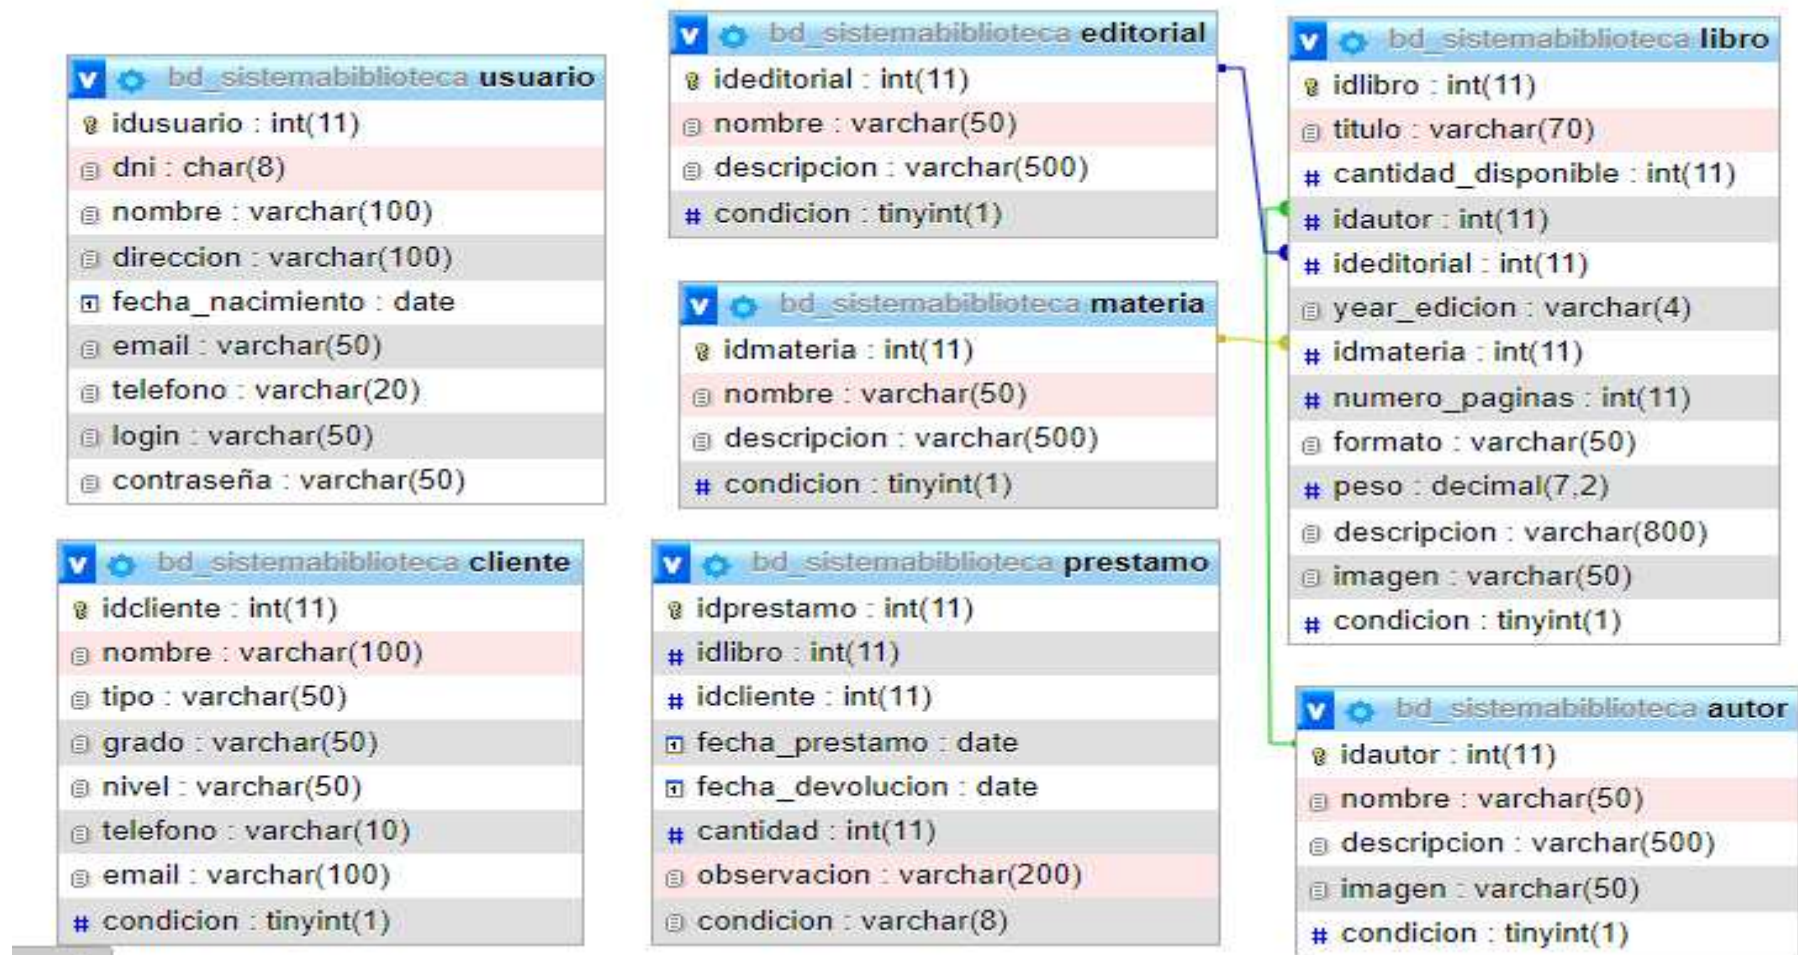 bd_sistemabiblioteca usuario
idusuario : int(11)
dni : char(8)
nombre : varchar(100)
direccion : varchar(100)
fecha_nacimiento : date
email : varchar(50)
telefono : varchar(20)
login : varchar(50)
contraseña : varchar(50)
bd_sistemabiblioteca editorial
ideditorial : int(11)
nombre : varchar(50)
descripcion : varchar(500)
# condicion : tinyint(1)
bd_sistemabiblioteca materia
idmateria : int(11)
nombre : varchar(50)
descripcion : varchar(500)
# condicion : tinyint(1)
bd_sistemabiblioteca libro
idlibro : int(11)
titulo : varchar(70)
# cantidad_disponible : int(11)
# idautor : int(11)
# ideditorial : int(11)
year_edicion : varchar(4)
# idmateria : int(11)
# numero_paginas : int(11)
formato : varchar(50)
# peso : decimal(7,2)
descripcion : varchar(800)
imagen : varchar(50)
# condicion : tinyint(1)
bd_sistemabiblioteca cliente
idcliente : int(11)
nombre : varchar(100)
tipo : varchar(50)
grado : varchar(50)
nivel : varchar(50)
telefono : varchar(10)
email : varchar(100)
# condicion : tinyint(1)
bd_sistemabiblioteca prestamo
idprestamo : int(11)
# idlibro : int(11)
# idcliente : int(11)
fecha_prestamo : date
fecha_devolucion : date
# cantidad : int(11)
observacion : varchar(200)
condicion : varchar(8)
bd_sistemabiblioteca autor
idautor : int(11)
nombre : varchar(50)
descripcion : varchar(500)
imagen : varchar(50)
# condicion : tinyint(1)